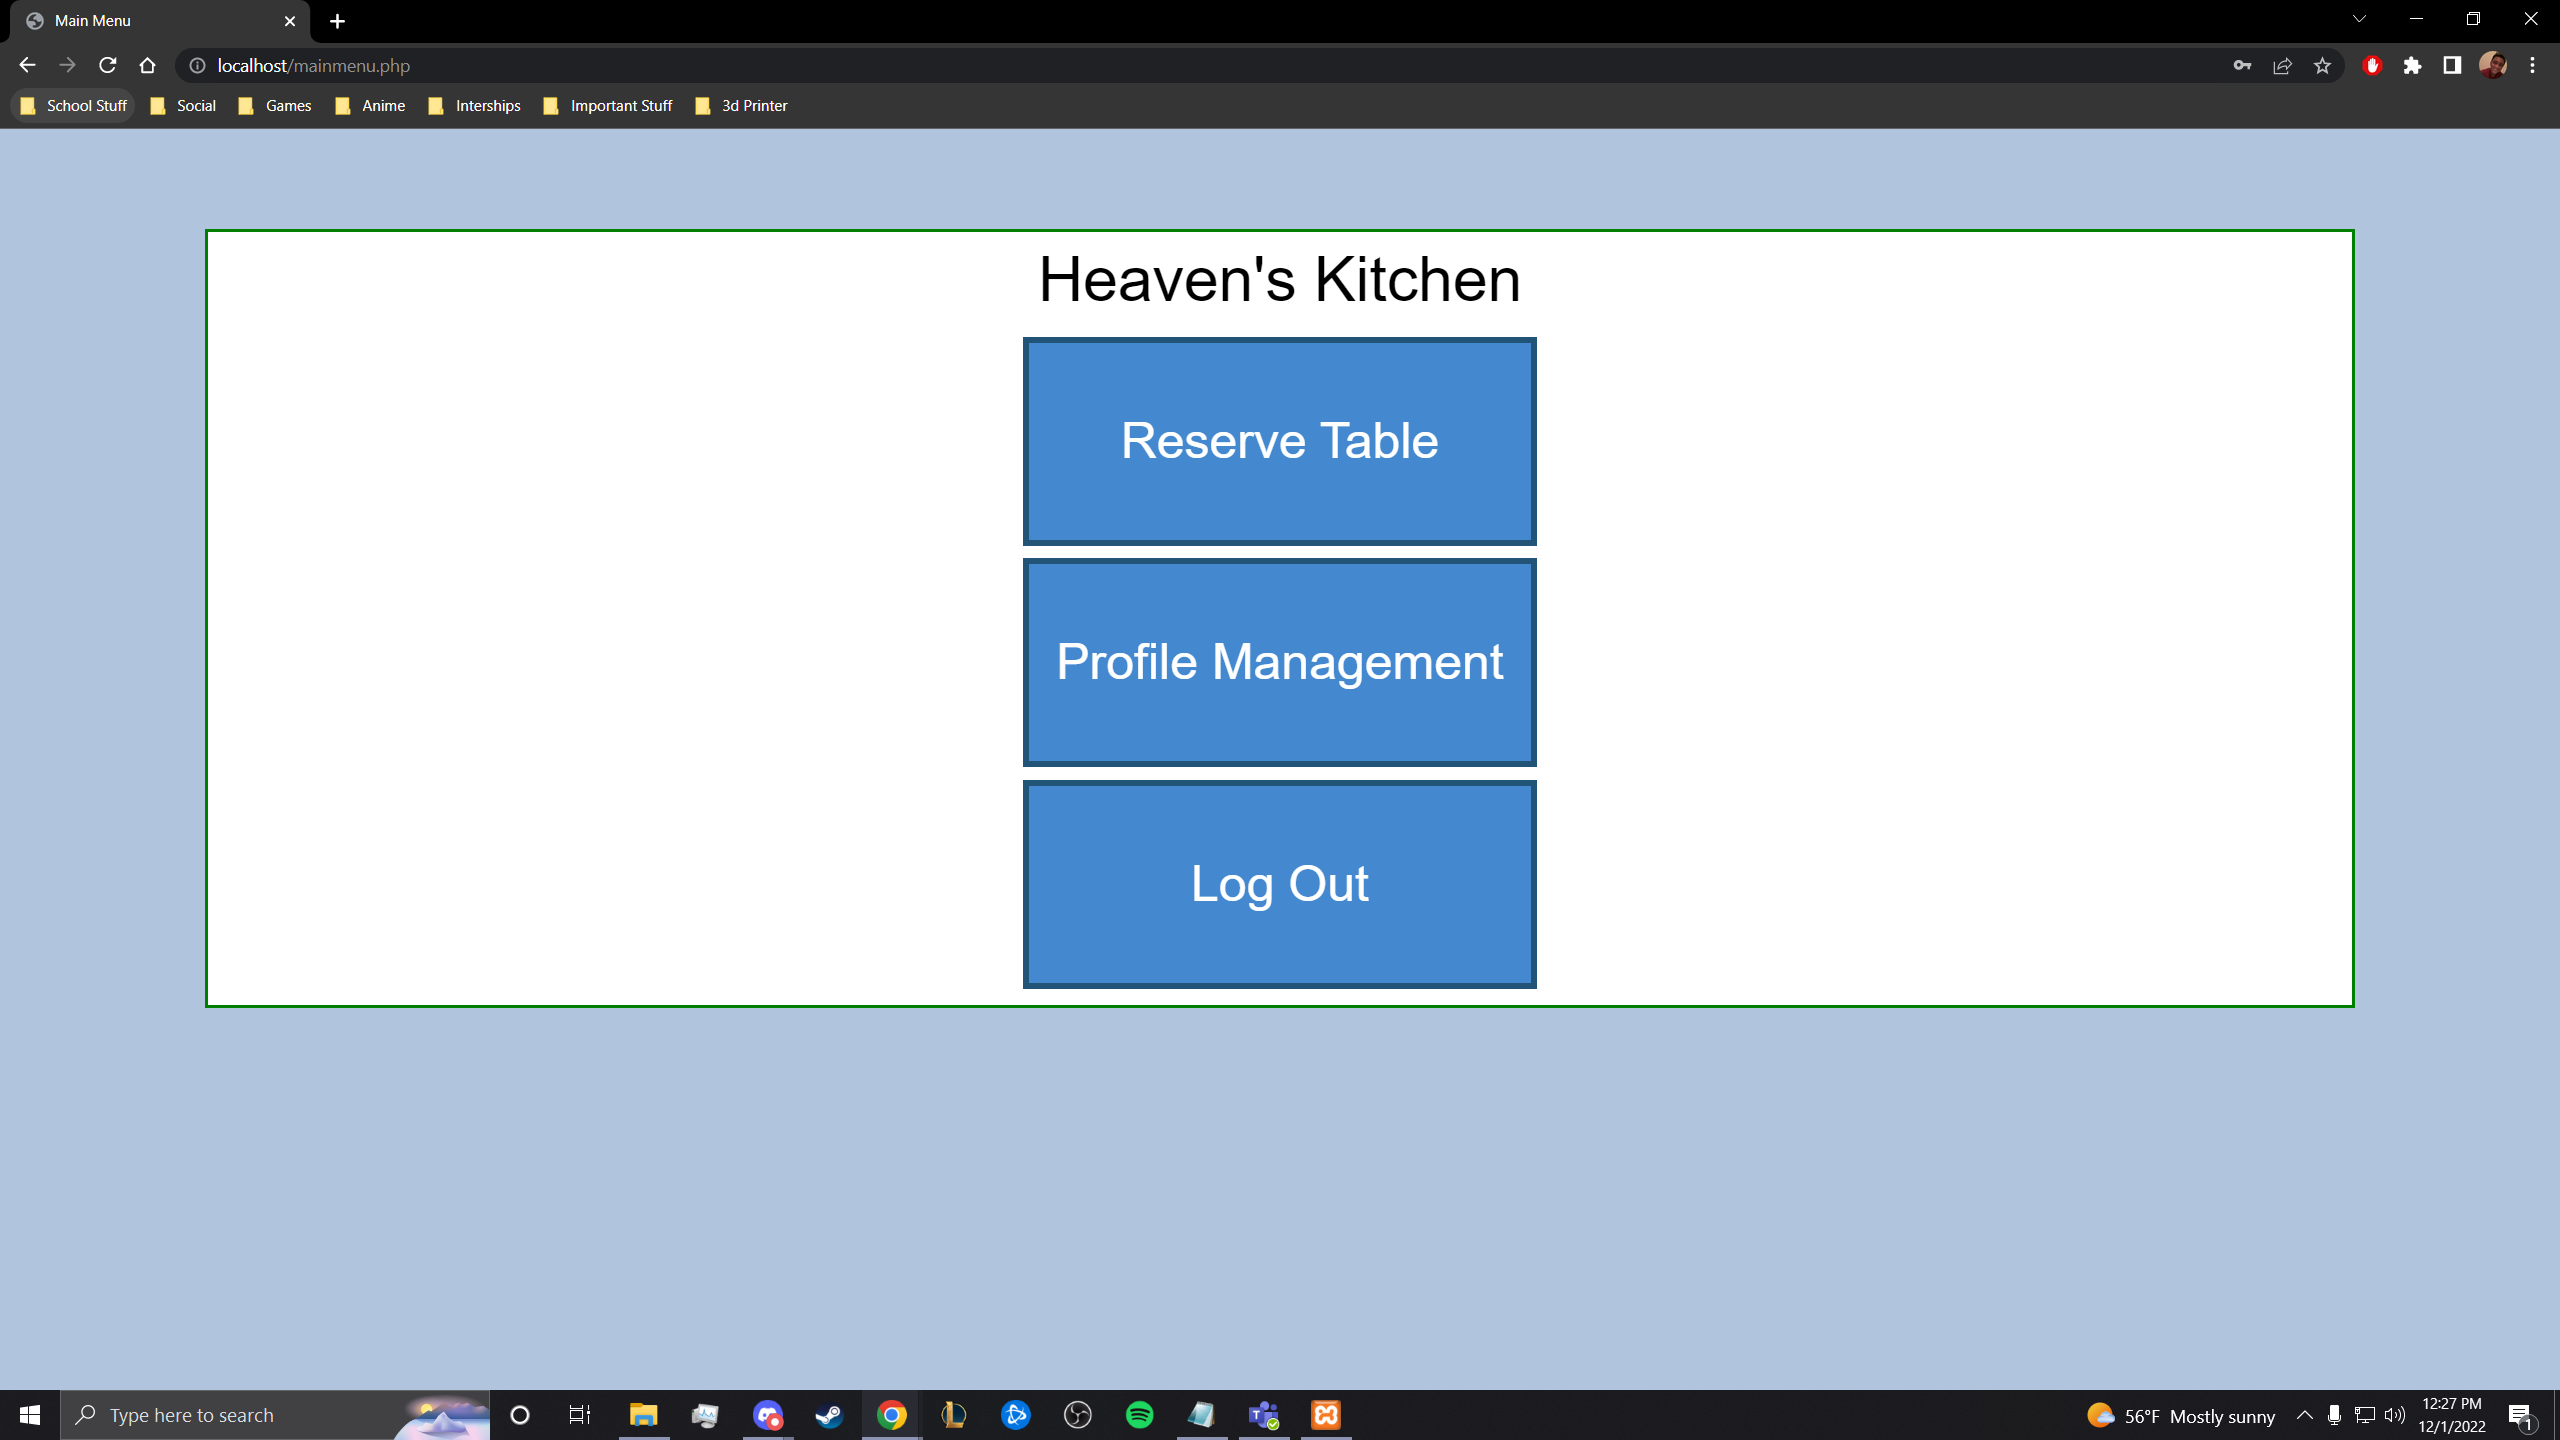 Main Menu
localhost/mainmenu.php
School Stuff Social Games Anime Interships Important Stuff 3d Printer
Heaven's Kitchen
Reserve Table
Profile Management
Log Out
Type here to search
56°F Mostly sunny
12:27 PM
12/1/2022
1